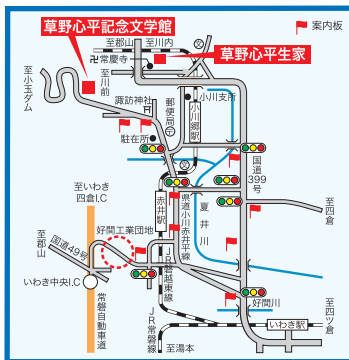 草野心平記念文学館
至郡山
至川内
案内板
草野心平生家
卍常慶寺
至小玉ダム
至川前
諏訪神社
郵便局
小川支所
小川郷駅
駐在所
国道399号
至いわき四倉I.C
赤井駅
県道小川赤井平線
夏井川
至四倉
好間工業団地
至郡山
国道49号
JR磐越東線
いわき中央I.C
常磐自動車道
好間川
至四ツ倉
いわき駅
JR常磐線
至湯本